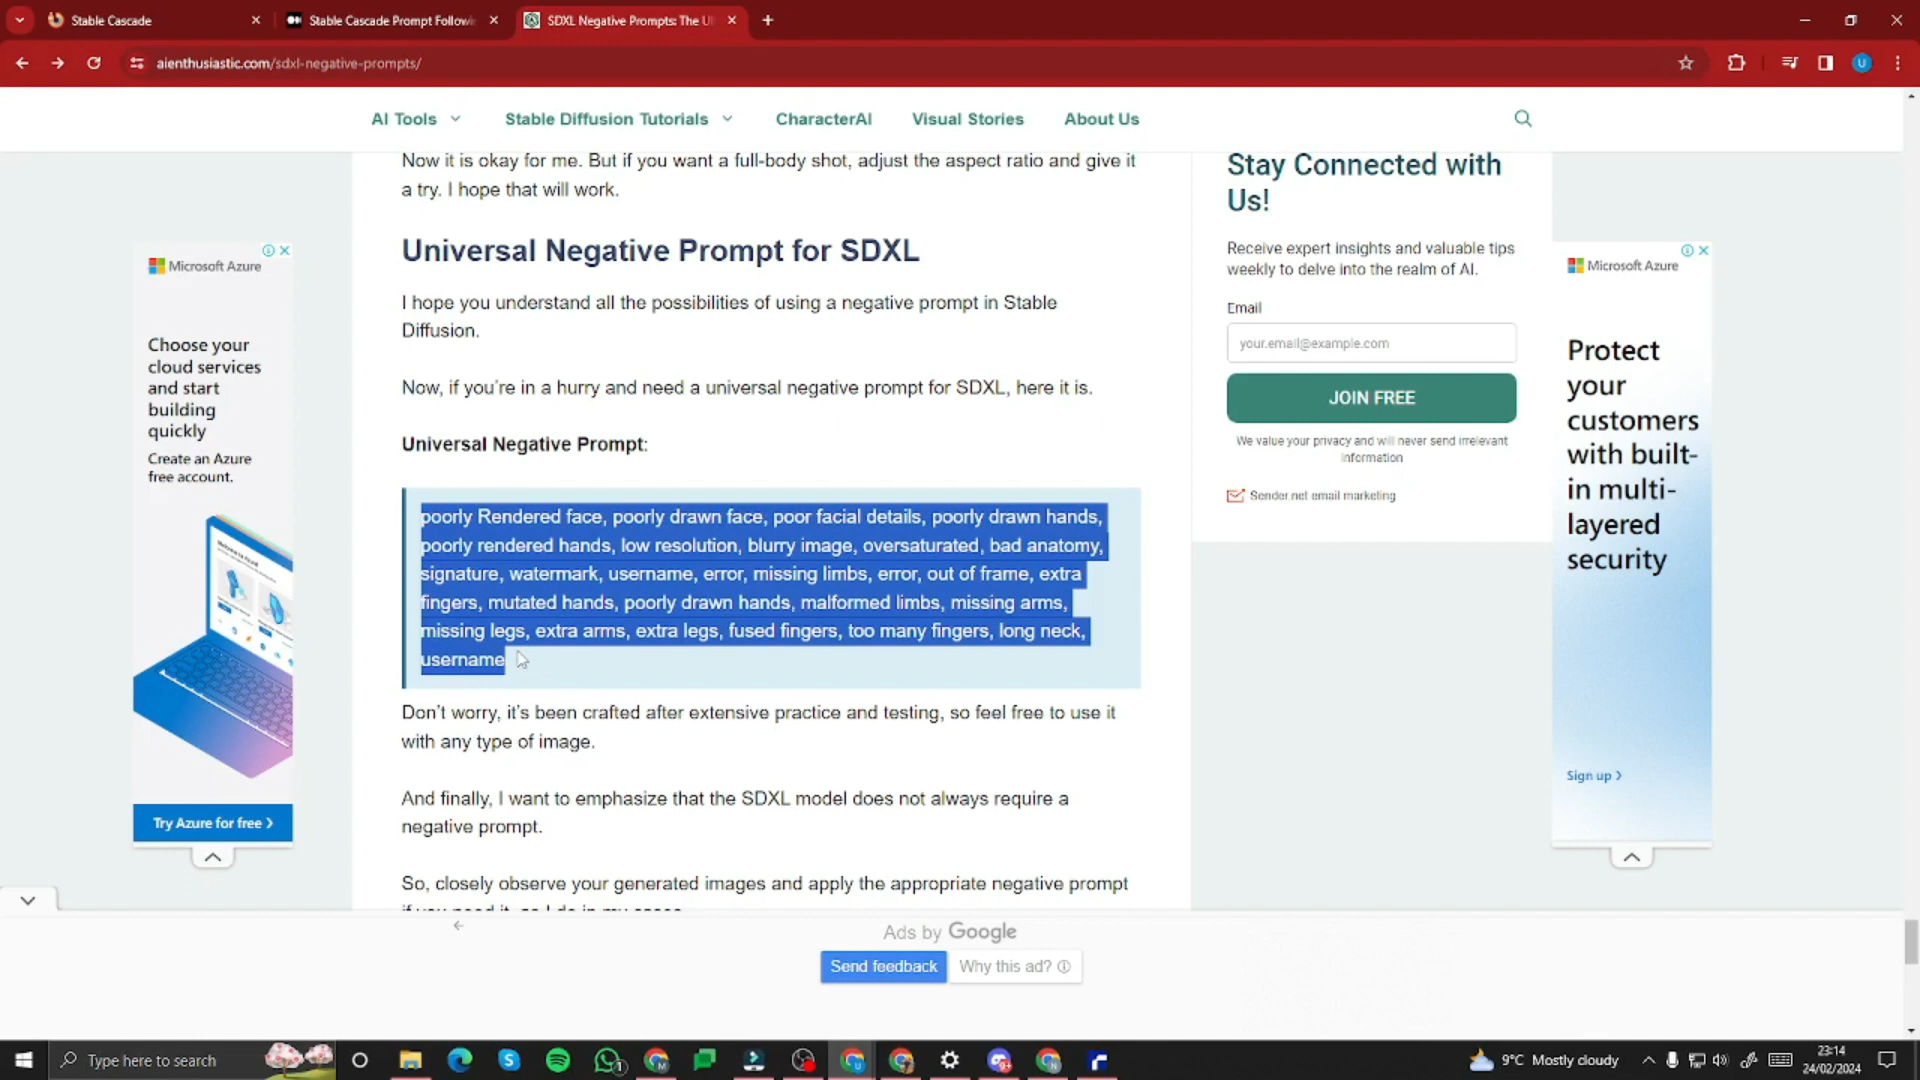 Stable Cascade
Stable Cascade Prompt Followi
SDXL Negative Prompts: The Ul
aienthusiastic.com/sdxl-negative-prompts/
U
AI Tools
Stable Diffusion Tutorials
CharacterAI
Visual Stories
About Us
Now it is okay for me. But if you want a full-body shot, adjust the aspect ratio and give it
a try. I hope that will work.
Universal Negative Prompt for SDXL
I hope you understand all the possibilities of using a negative prompt in Stable
Diffusion.
Now, if you're in a hurry and need a universal negative prompt for SDXL, here it is.
Universal Negative Prompt:
poorly Rendered face, poorly drawn face, poor facial details, poorly drawn hands,
poorly rendered hands, low resolution, blurry image, oversaturated, bad anatomy,
signature, watermark, username, error, missing limbs, error, out of frame, extra
fingers, mutated hands, poorly drawn hands, malformed limbs, missing arms,
missing legs, extra arms, extra legs, fused fingers, too many fingers, long neck,
username
Don't worry, it's been crafted after extensive practice and testing, so feel free to use it
with any type of image.
And finally, I want to emphasize that the SDXL model does not always require a
negative prompt.
So, closely observe your generated images and apply the appropriate negative prompt
Stay Connected with
Us!
Receive expert insights and valuable tips
weekly to delve into the realm of AI.
Email
your.email@example.com
JOIN FREE
We value your privacy and will never send irrelevant
information
Sender.net email marketing
Microsoft Azure
Choose your
cloud services
and start
building
quickly
Create an Azure
free account.
Try Azure for free
Microsoft Azure
Protect
your
customers
with built-
in multi-
layered
security
Sign up
Ads by Google
Send feedback
Why this ad?
Type here to search
9°C Mostly cloudy
23:14
24/02/2024